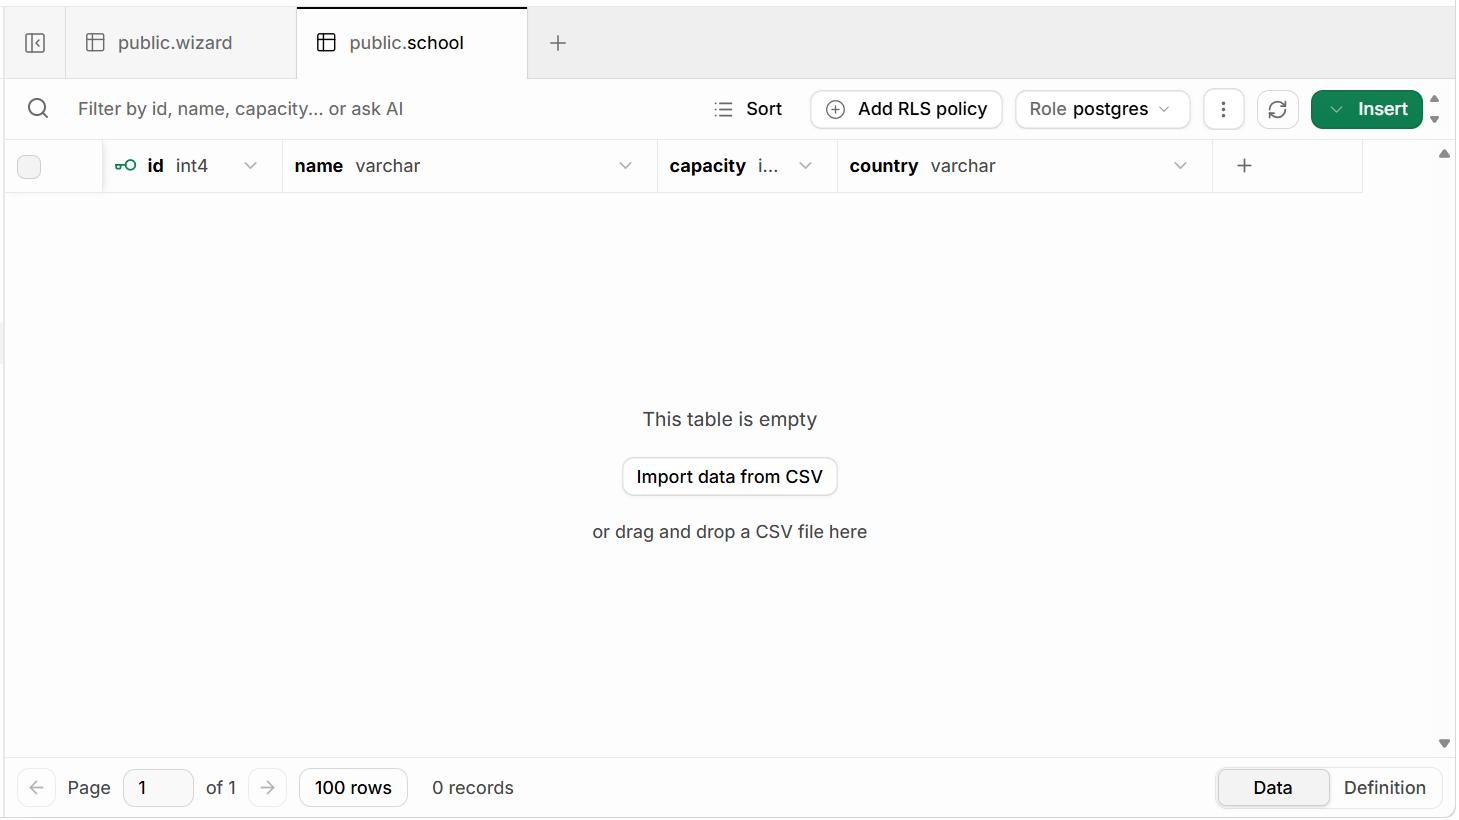 public.wizard public.school
Filter by id, name, capacity... or ask AI Sort Add RLS policy Role postgres Insert
id int4 name varchar capacity i... country varchar
This table is empty
Import data from CSV
or drag and drop a CSV file here
Page 1 of 1 100 rows 0 records Data Definition